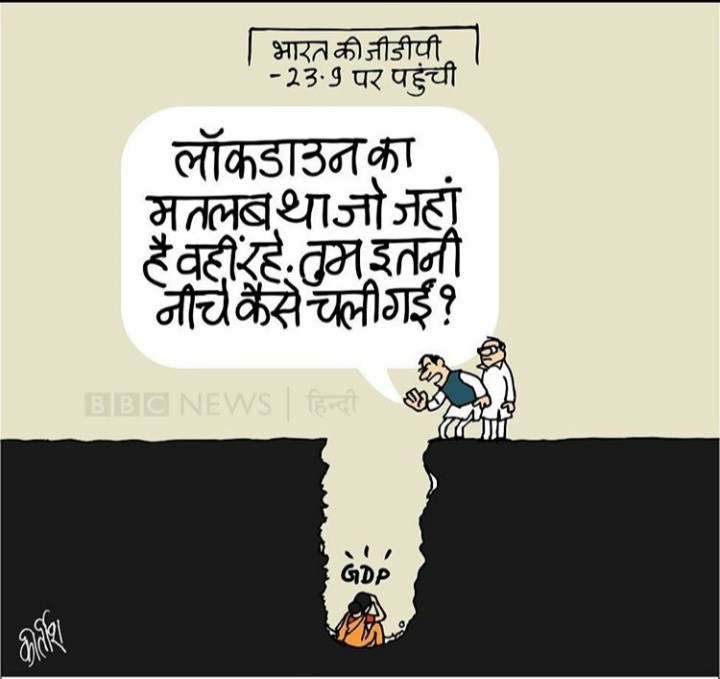 भारत की जीडीपी
-23.9 पर पहुंची
लॉकडाउन का
मतलब था जो जहां
है वहीं रहे. तुम इतनी
नीचे कैसे चली गईं?
BBC NEWS | हिन्दी
GDP
कीर्तीश